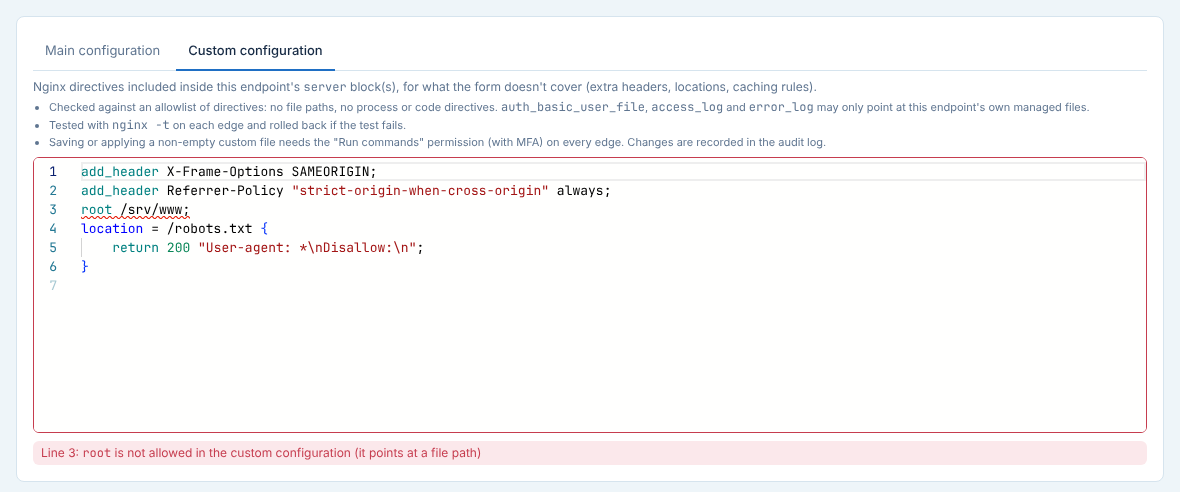 Main configuration
Custom configuration
Nginx directives included inside this endpoint's server block(s), for what the form doesn't cover (extra headers, locations, caching rules).
• Checked against an allowlist of directives: no file paths, no process or code directives. auth_basic_user_file, access_log and error_log may only point at this endpoint's own managed files.
• Tested with nginx -t on each edge and rolled back if the test fails.
• Saving or applying a non-empty custom file needs the "Run commands" permission (with MFA) on every edge. Changes are recorded in the audit log.
1 add_header X-Frame-Options SAMEORIGIN;
2 add_header Referrer-Policy "strict-origin-when-cross-origin" always;
3 root /srv/www;
4 location = /robots.txt {
5     return 200 "User-agent: *\nDisallow:\n";
6 }
7
Line 3: root is not allowed in the custom configuration (it points at a file path)